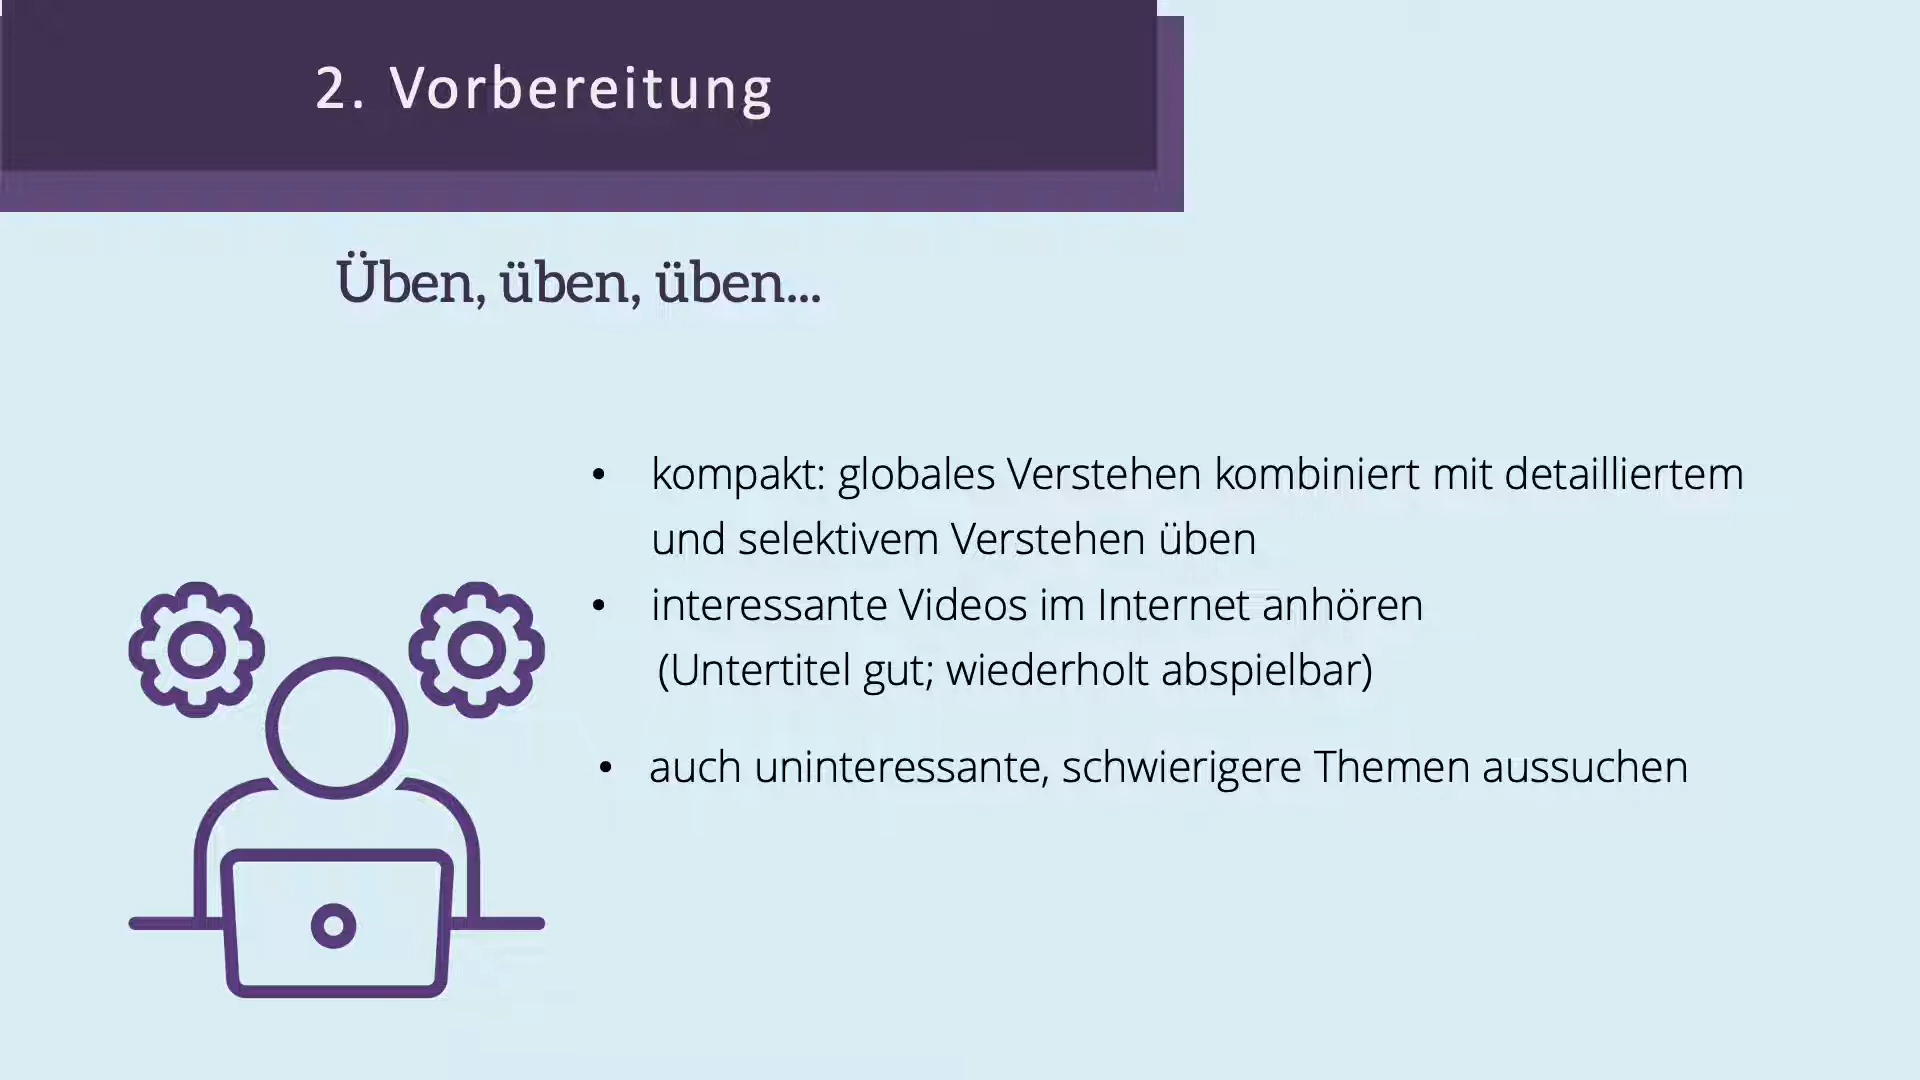 2. Vorbereitung
Üben, üben, üben...
• kompakt: globales Verstehen kombiniert mit detailliertem
und selektivem Verstehen üben
• interessante Videos im Internet anhören
(Untertitel gut; wiederholt abspielbar)
• auch uninteressante, schwierigere Themen aussuchen